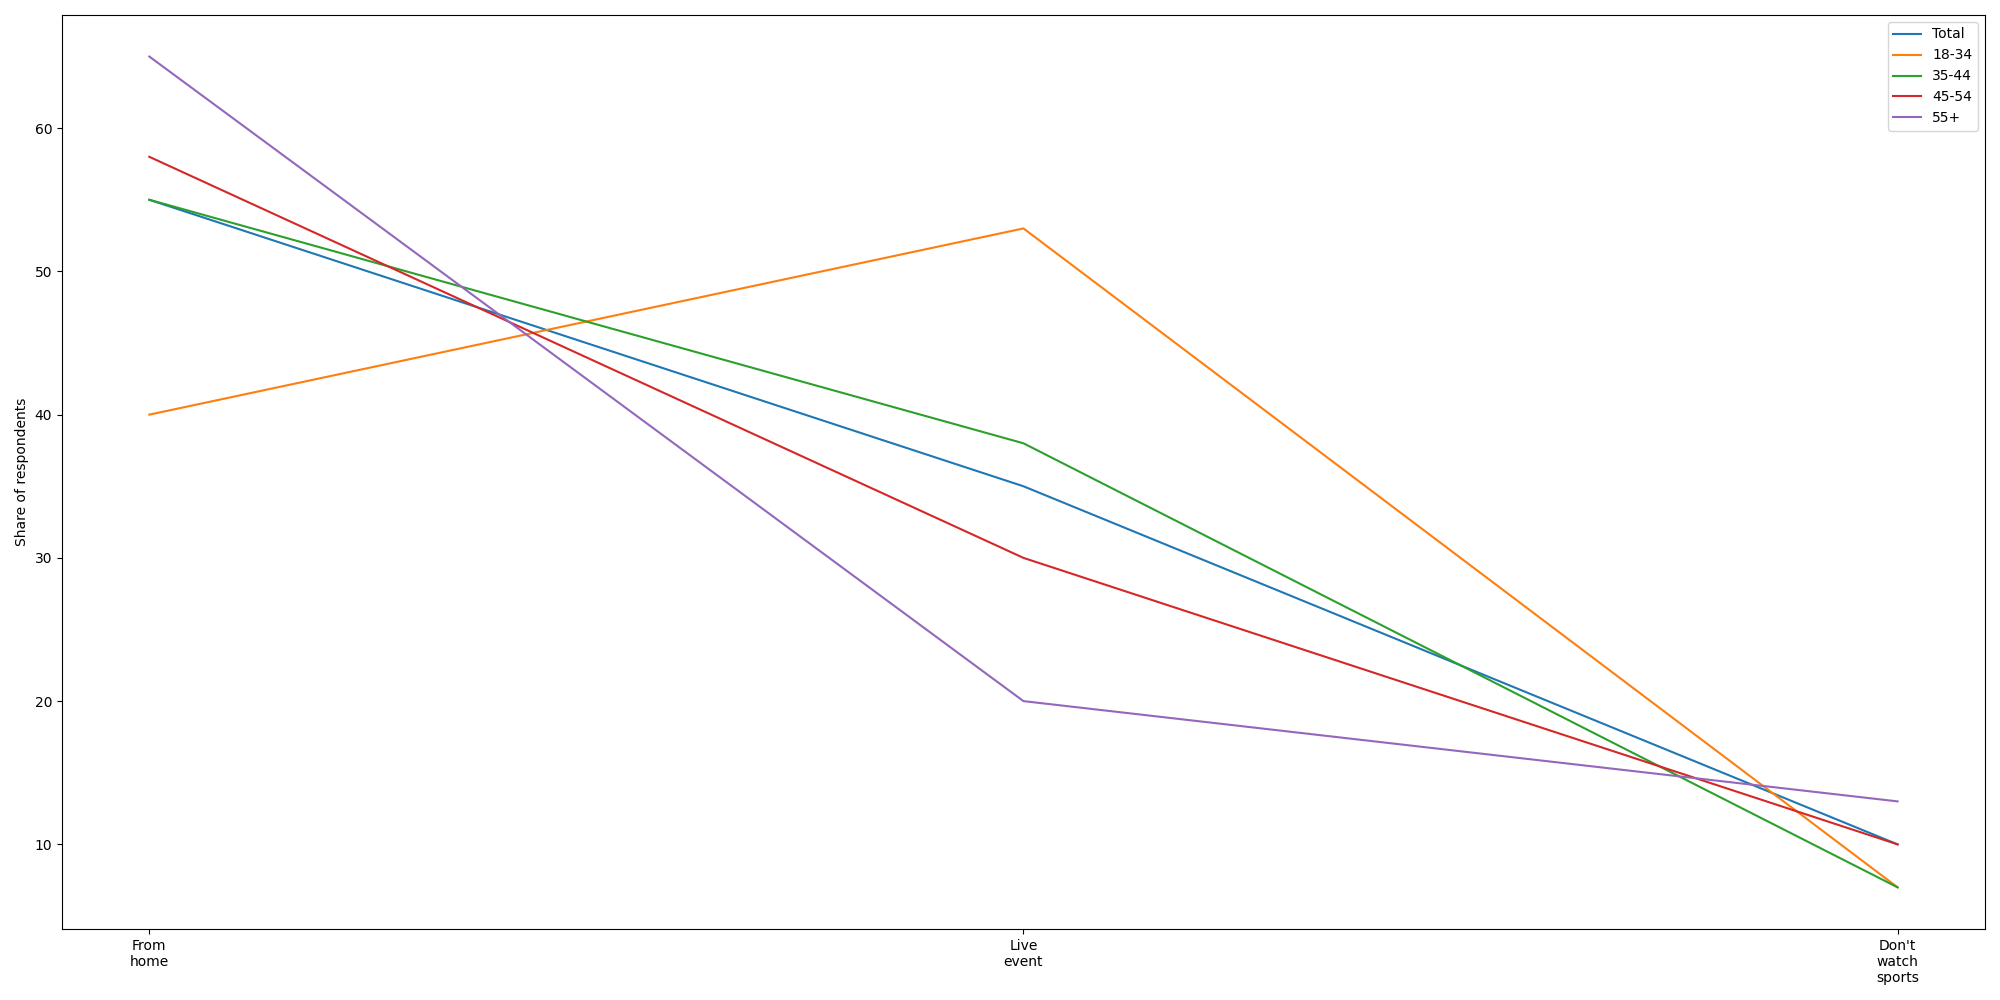 Total
18-34
35-44
45-54
55+
Share of respondents
60
50
40
30
20
10
From
home
Live
event
Don't
watch
sports